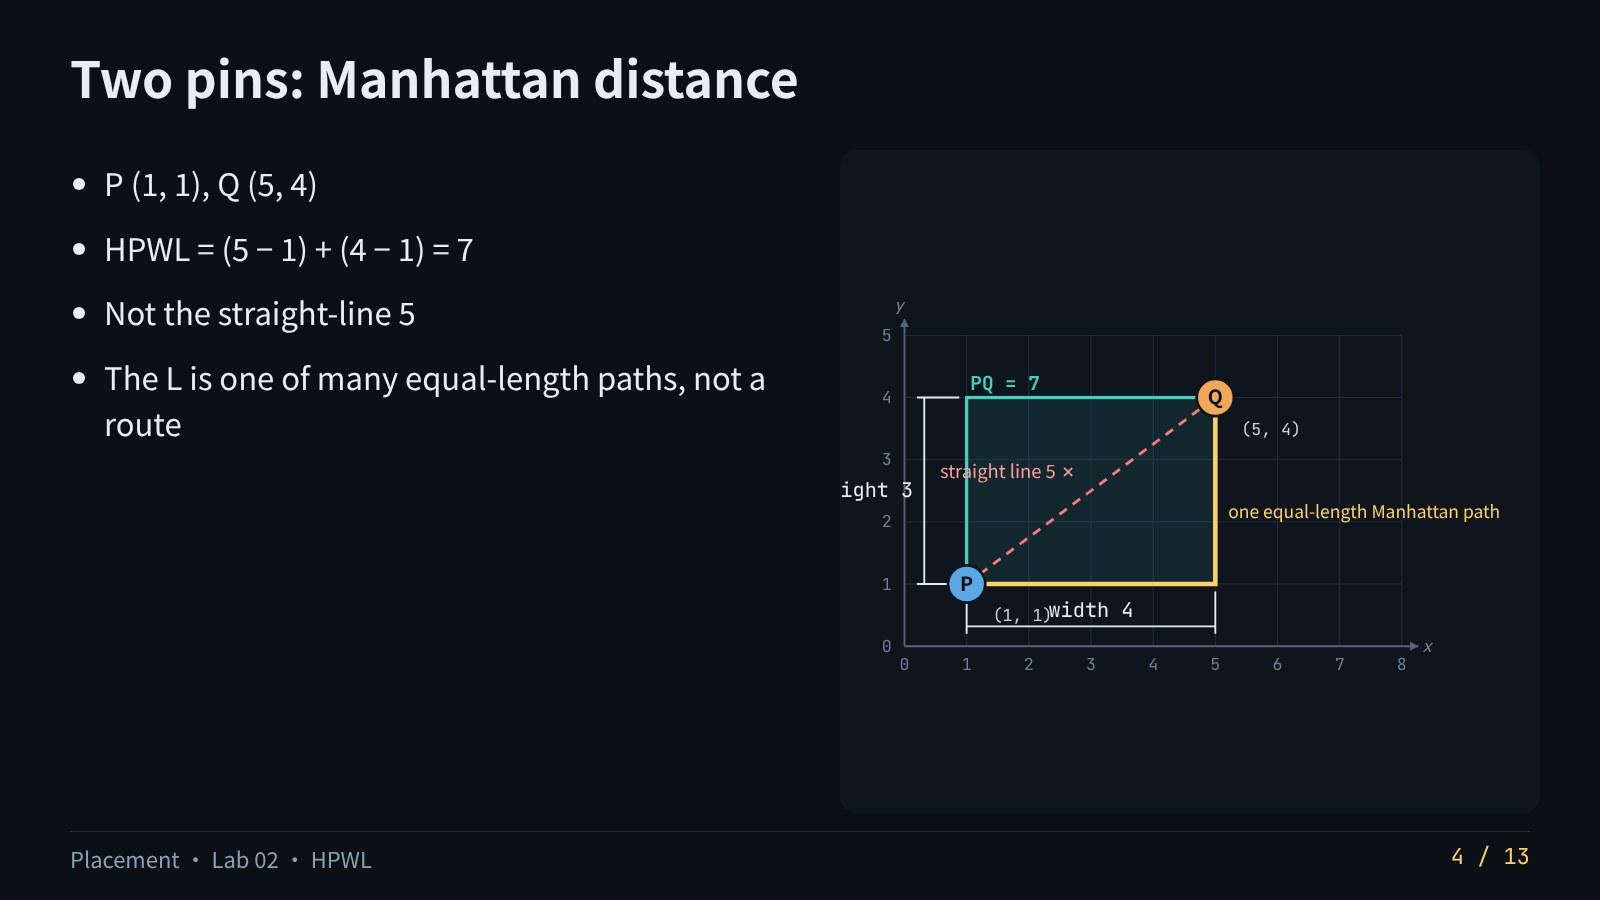 Two pins: Manhattan distance
• P (1, 1), Q (5, 4)
• HPWL = (5 − 1) + (4 − 1) = 7
• Not the straight-line 5
• The L is one of many equal-length paths, not a
route
y
5
PQ = 7
Q
4
(5, 4)
3
straight line 5 ×
ight 3
one equal-length Manhattan path
2
1
P
(1, 1)
width 4
0
x
0 1 2 3 4 5 6 7 8
Placement • Lab 02 • HPWL
4 / 13